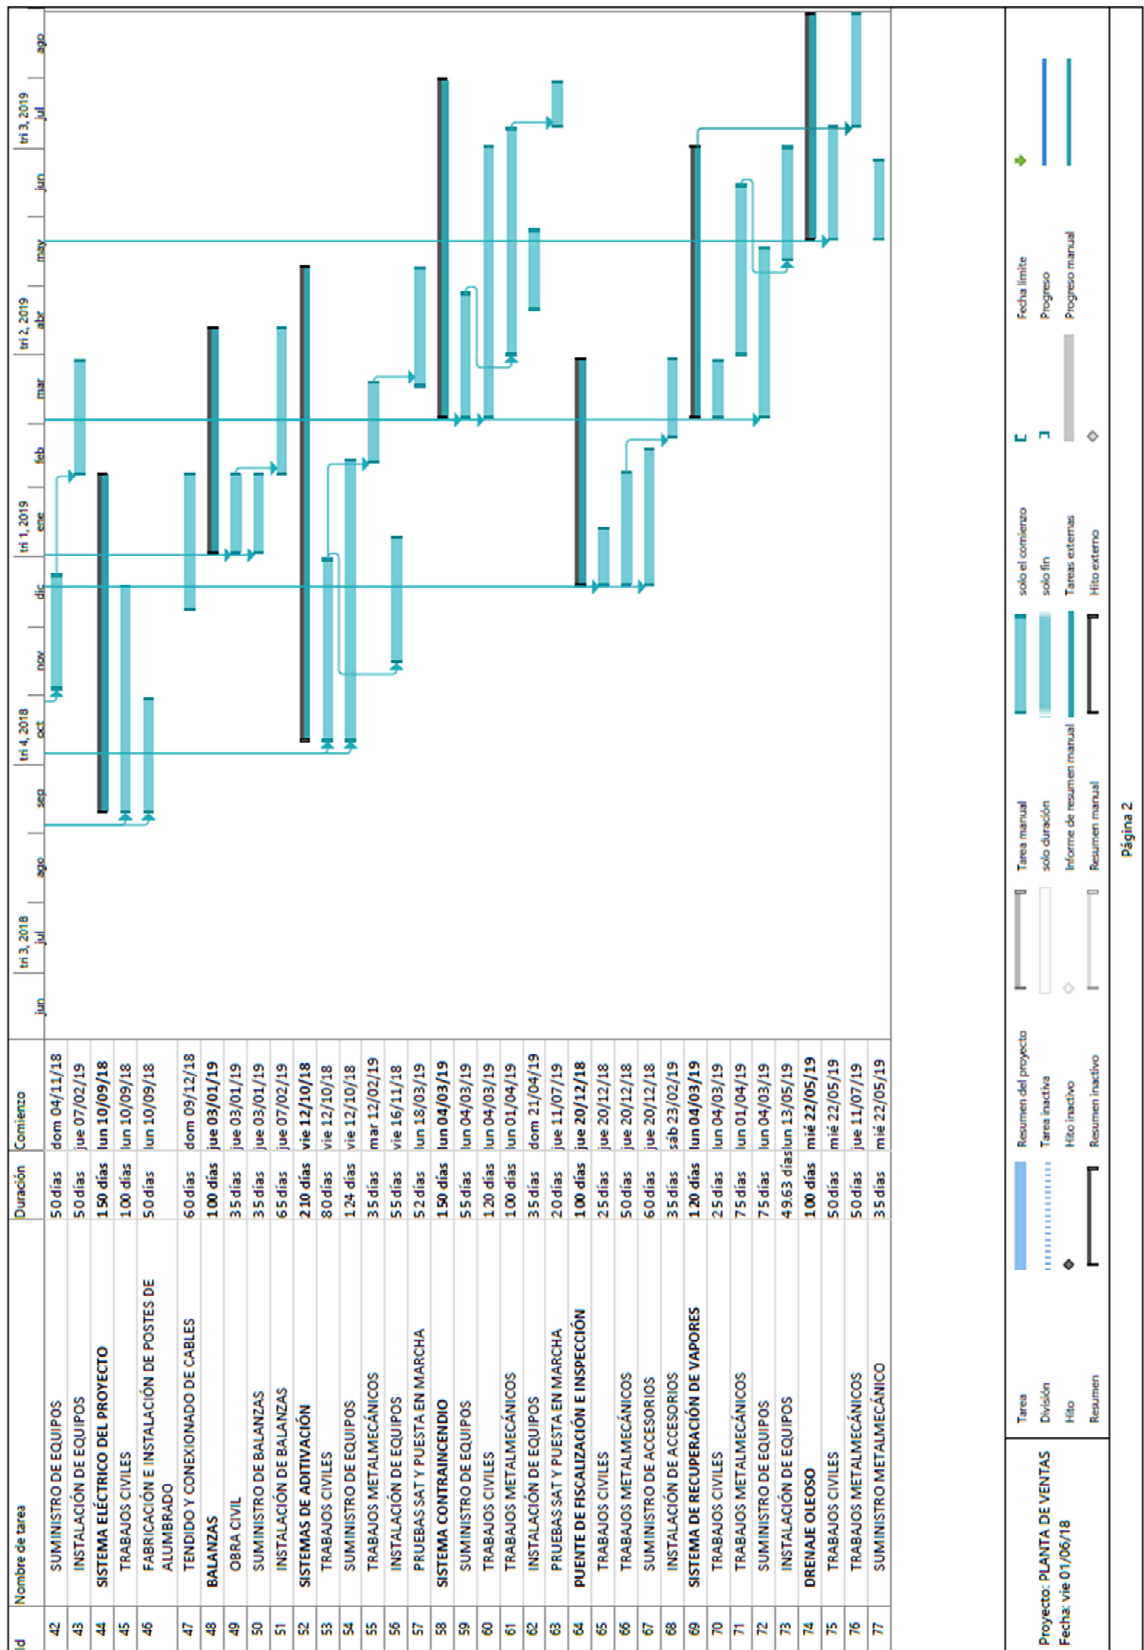 Id Nombre de tarea Duración Comienzo
tri 3, 2018 tri 4, 2018 tri 1, 2019 tri 2, 2019 tri 3, 2019
jun jul ago sep oct nov dic ene feb mar abr may jun jul ago
42 SUMINISTRO DE EQUIPOS 50 días dom 04/11/18
43 INSTALACIÓN DE EQUIPOS 50 días jue 07/02/19
44 SISTEMA ELÉCTRICO DEL PROYECTO 150 días lun 10/09/18
45 TRABAJOS CIVILES 100 días lun 10/09/18
46 FABRICACIÓN E INSTALACIÓN DE POSTES DE 50 días lun 10/09/18
ALUMBRADO
47 TENDIDO Y CONEXIONADO DE CABLES 60 días dom 09/12/18
48 BALANZAS 100 días jue 03/01/19
49 OBRA CIVIL 35 días jue 03/01/19
50 SUMINISTRO DE BALANZAS 35 días jue 03/01/19
51 INSTALACIÓN DE BALANZAS 65 días jue 07/02/19
52 SISTEMAS DE ADITIVACIÓN 210 días vie 12/10/18
53 TRABAJOS CIVILES 80 días vie 12/10/18
54 SUMINISTRO DE EQUIPOS 124 días vie 12/10/18
55 TRABAJOS METALMECÁNICOS 35 días mar 12/02/19
56 INSTALACIÓN DE EQUIPOS 55 días vie 16/11/18
57 PRUEBAS SAT Y PUESTA EN MARCHA 52 días lun 18/03/19
58 SISTEMA CONTRAINCENDIO 150 días lun 04/03/19
59 SUMINISTRO DE EQUIPOS 55 días lun 04/03/19
60 TRABAJOS CIVILES 120 días lun 04/03/19
61 TRABAJOS METALMECÁNICOS 100 días lun 01/04/19
62 INSTALACIÓN DE EQUIPOS 35 días dom 21/04/19
63 PRUEBAS SAT Y PUESTA EN MARCHA 20 días jue 11/07/19
64 PUENTE DE FISCALIZACIÓN E INSPECCIÓN 100 días jue 20/12/18
65 TRABAJOS CIVILES 25 días jue 20/12/18
66 TRABAJOS METALMECÁNICOS 50 días jue 20/12/18
67 SUMINISTRO DE ACCESORIOS 60 días jue 20/12/18
68 INSTALACIÓN DE ACCESORIOS 35 días sáb 23/02/19
69 SISTEMA DE RECUPERACIÓN DE VAPORES 120 días lun 04/03/19
70 TRABAJOS CIVILES 25 días lun 04/03/19
71 TRABAJOS METALMECÁNICOS 75 días lun 01/04/19
72 SUMINISTRO DE EQUIPOS 75 días lun 04/03/19
73 INSTALACIÓN DE EQUIPOS 49.63 días lun 13/05/19
74 DRENAJE OLEOSO 100 días mié 22/05/19
75 TRABAJOS CIVILES 50 días mié 22/05/19
76 TRABAJOS METALMECÁNICOS 50 días jue 11/07/19
77 SUMINISTRO METALMECÁNICO 35 días mié 22/05/19
Proyecto: PLANTA DE VENTAS
Fecha: vie 01/06/18
Tarea Resumen del proyecto Tarea manual solo el comienzo Fecha límite
División Tarea inactiva solo duración solo fin Progreso
Hito Hito inactivo Informe de resumen manual Tareas externas Progreso manual
Resumen Resumen inactivo Resumen manual Hito externo
Página 2